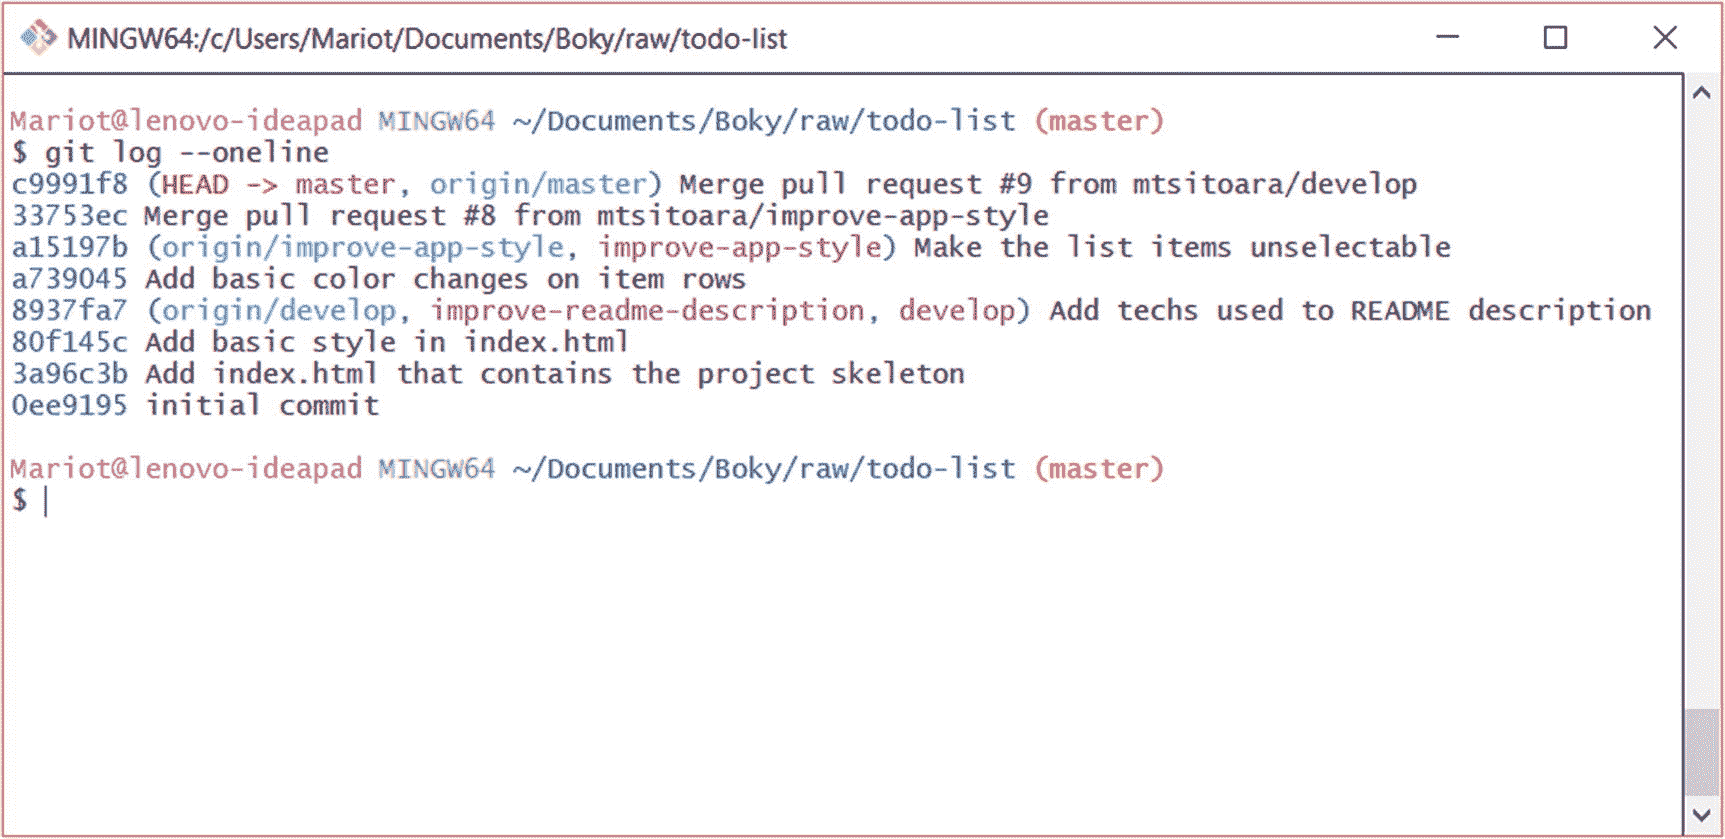 MINGW64:/c/Users/Mariot/Documents/Boky/raw/todo-list
Mariot@lenovo-ideapad MINGW64 ~/Documents/Boky/raw/todo-list (master)
$ git log --oneline
c9991f8 (HEAD -> master, origin/master) Merge pull request #9 from mtsitoara/develop
33753ec Merge pull request #8 from mtsitoara/improve-app-style
a15197b (origin/improve-app-style, improve-app-style) Make the list items unselectable
a739045 Add basic color changes on item rows
8937fa7 (origin/develop, improve-readme-description, develop) Add techs used to README description
80f145c Add basic style in index.html
3a96c3b Add index.html that contains the project skeleton
0ee9195 initial commit
Mariot@lenovo-ideapad MINGW64 ~/Documents/Boky/raw/todo-list (master)
$